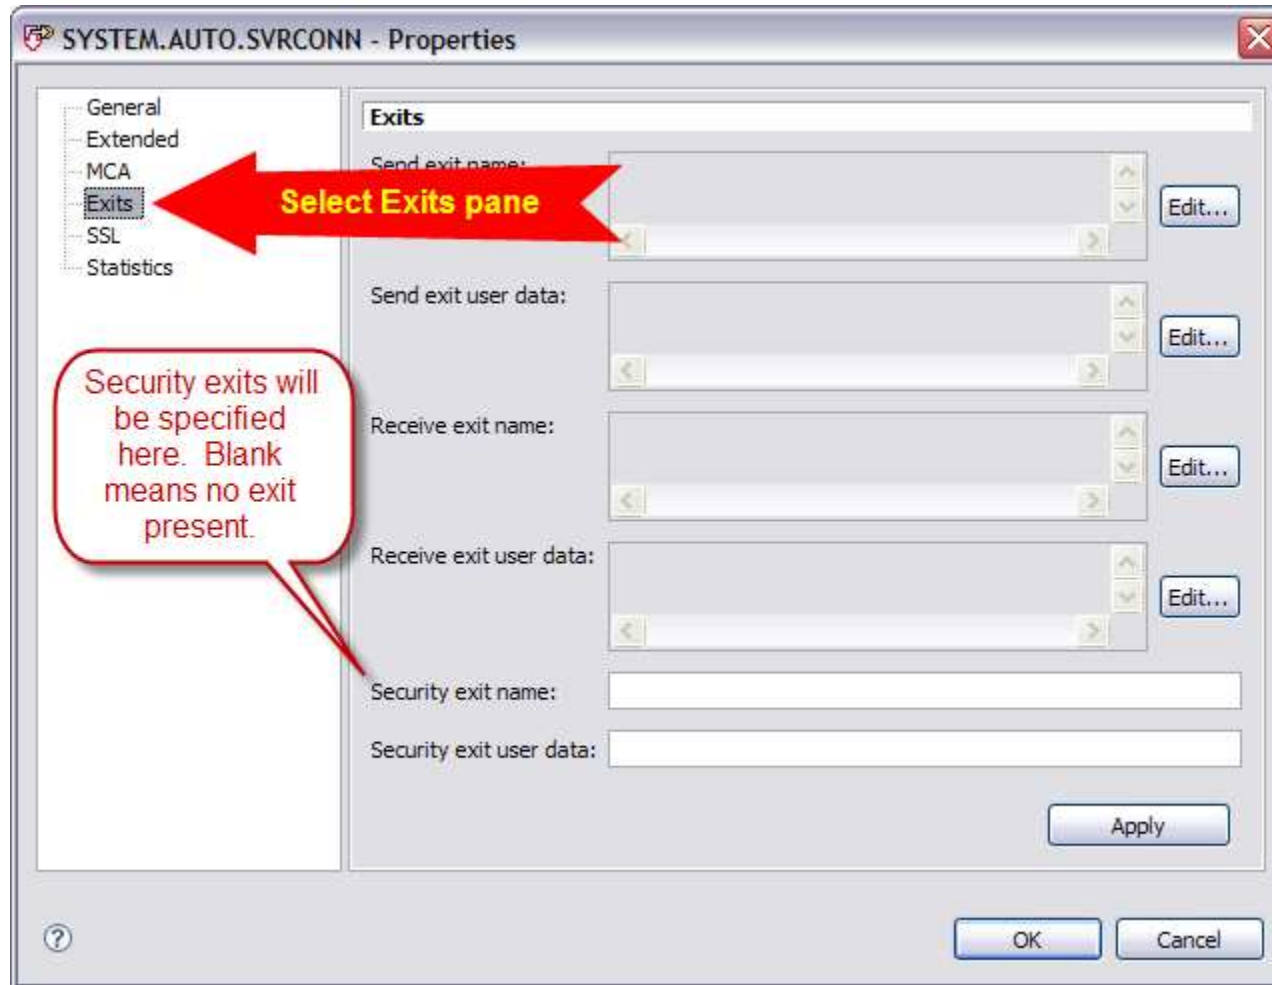 SYSTEM.AUTO.SVRCONN - Properties
General
Extended
MCA
Exits
SSL
Statistics
Select Exits pane
Security exits will
be specified
here. Blank
means no exit
present.
Exits
Send exit name:
Edit...
Send exit user data:
Edit...
Receive exit name:
Edit...
Receive exit user data:
Edit...
Security exit name:
Security exit user data:
Apply
OK
Cancel